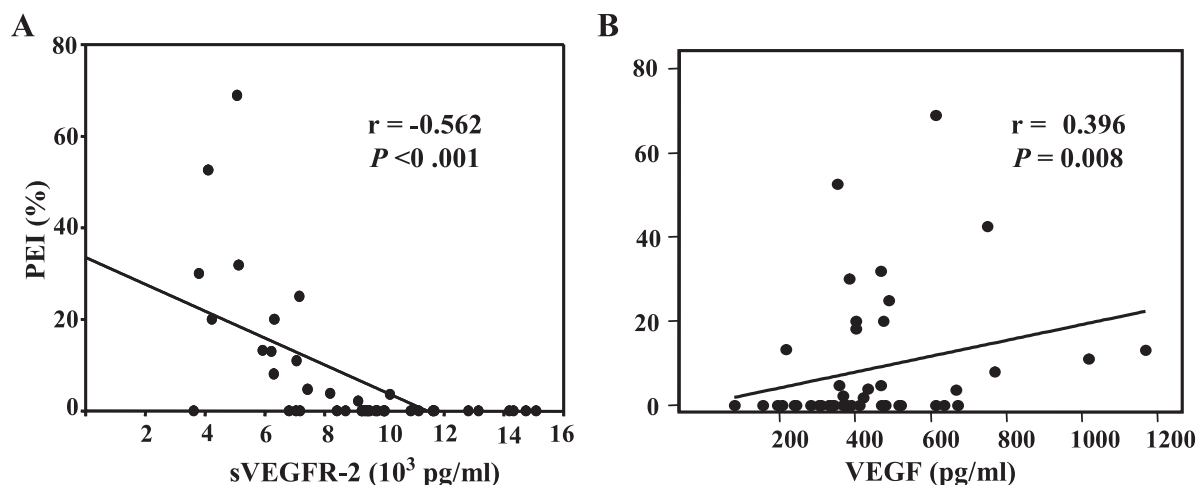 A
B
80
60
40
20
0
PEI (%)
r = -0.562
P <0 .001
2 4 6 8 10 12 14 16
sVEGFR-2 (10³ pg/ml)
80
60
40
20
0
r = 0.396
P = 0.008
200 400 600 800 1000 1200
VEGF (pg/ml)